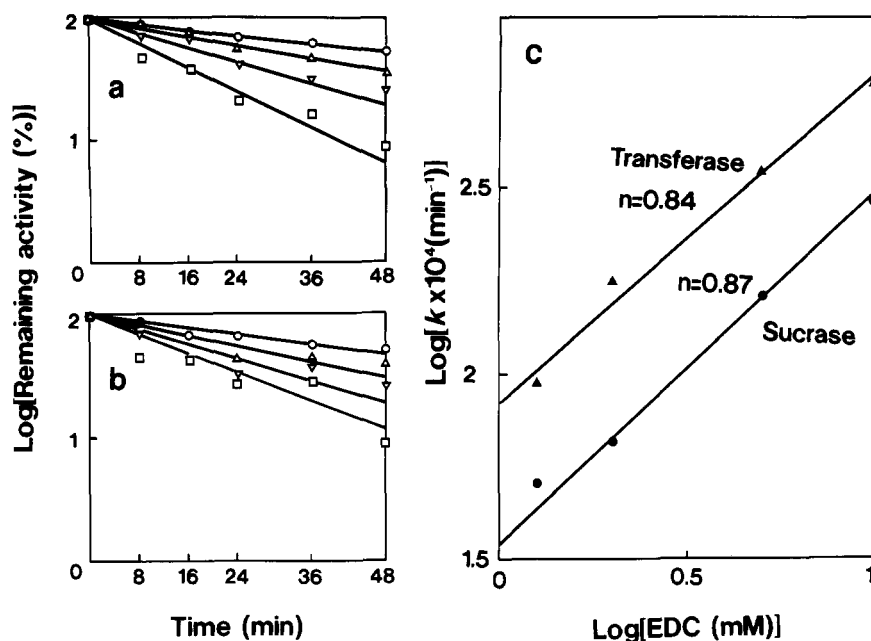 Log[Remaining activity (%)]
2
1
0
a
8 16 24 36 48
2
1
0
b
8 16 24 36 48
Time (min)
c
Log[k x10⁴(min⁻¹)]
2.5
2
1.5
Transferase
n=0.84
n=0.87
Sucrase
0 0.5 1
Log[EDC (mM)]